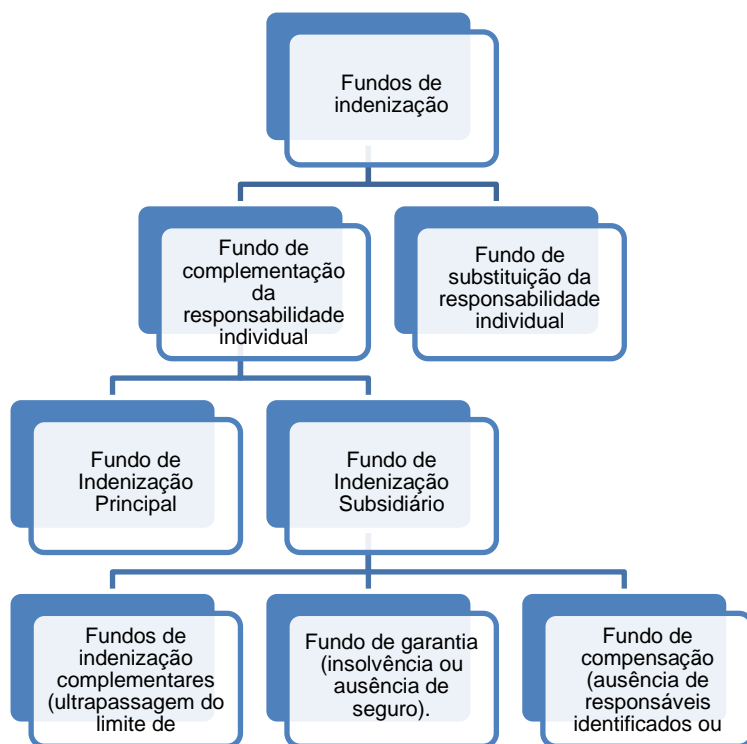 Fundos de
indenização
Fundo de
complementação
da
responsabilidade
individual
Fundo de
substituição da
responsabilidade
individual
Fundo de
Indenização
Principal
Fundo de
Indenização
Subsidiário
Fundos de
indenização
complementares
(ultrapassagem do
limite de
Fundo de garantia
(insolvência ou
ausência de
seguro).
Fundo de
compensação
(ausência de
responsáveis
identificados ou